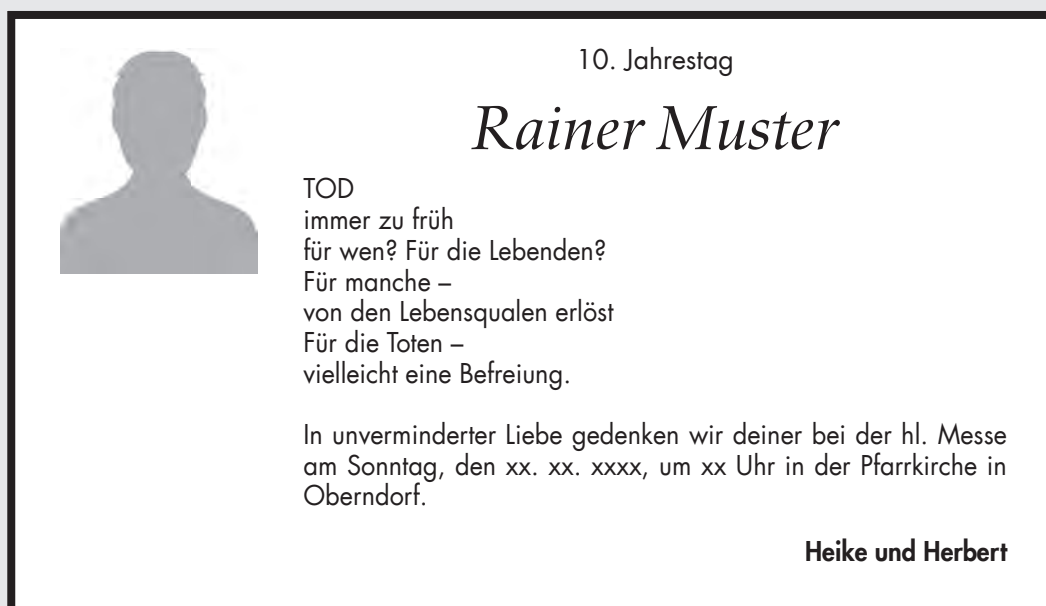 10. Jahrestag
Rainer Muster
TOD
immer zu früh
für wen? Für die Lebenden?
Für manche –
von den Lebensqualen erlöst
Für die Toten –
vielleicht eine Befreiung.
In unverminderter Liebe gedenken wir deiner bei der hl. Messe
am Sonntag, den xx. xx. xxxx, um xx Uhr in der Pfarrkirche in
Oberndorf.
Heike und Herbert